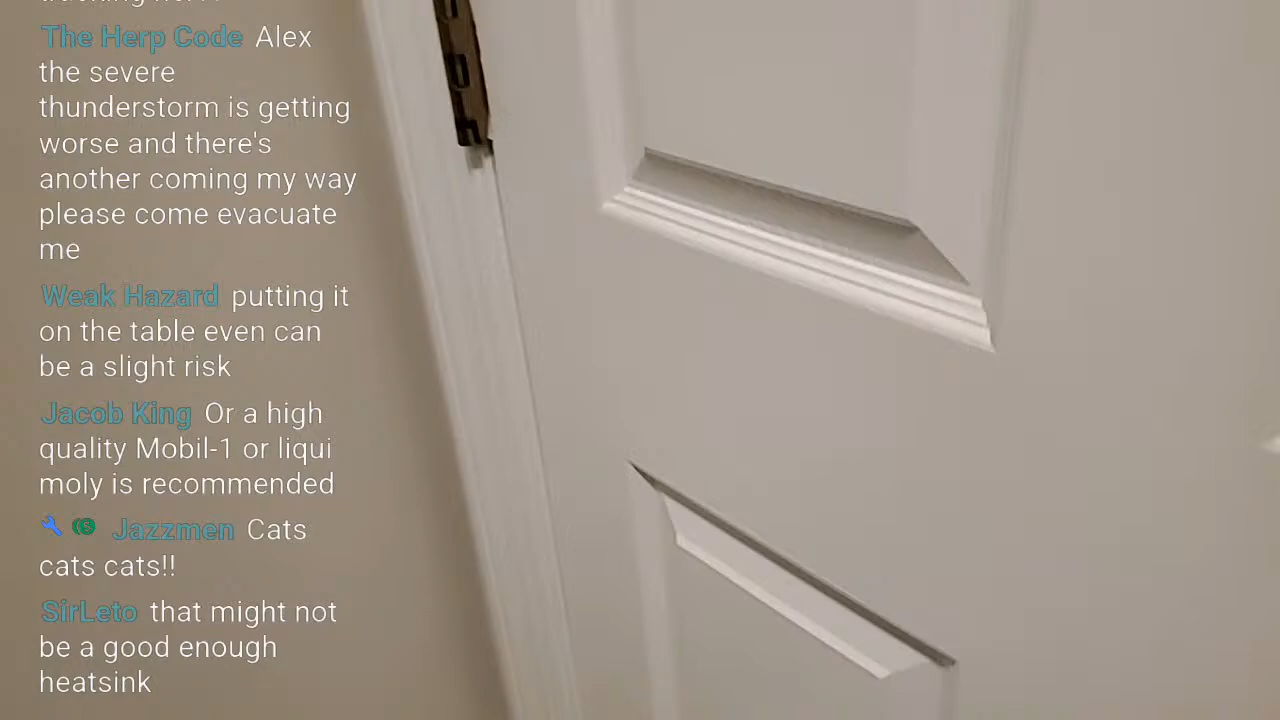 The Herp Code Alex
the severe
thunderstorm is getting
worse and there's
another coming my way
please come evacuate
me
Weak Hazard putting it
on the table even can
be a slight risk
Jacob King Or a high
quality Mobil-1 or liqui
moly is recommended
Jazzmen Cats
cats cats!!
SirLeto that might not
be a good enough
heatsink